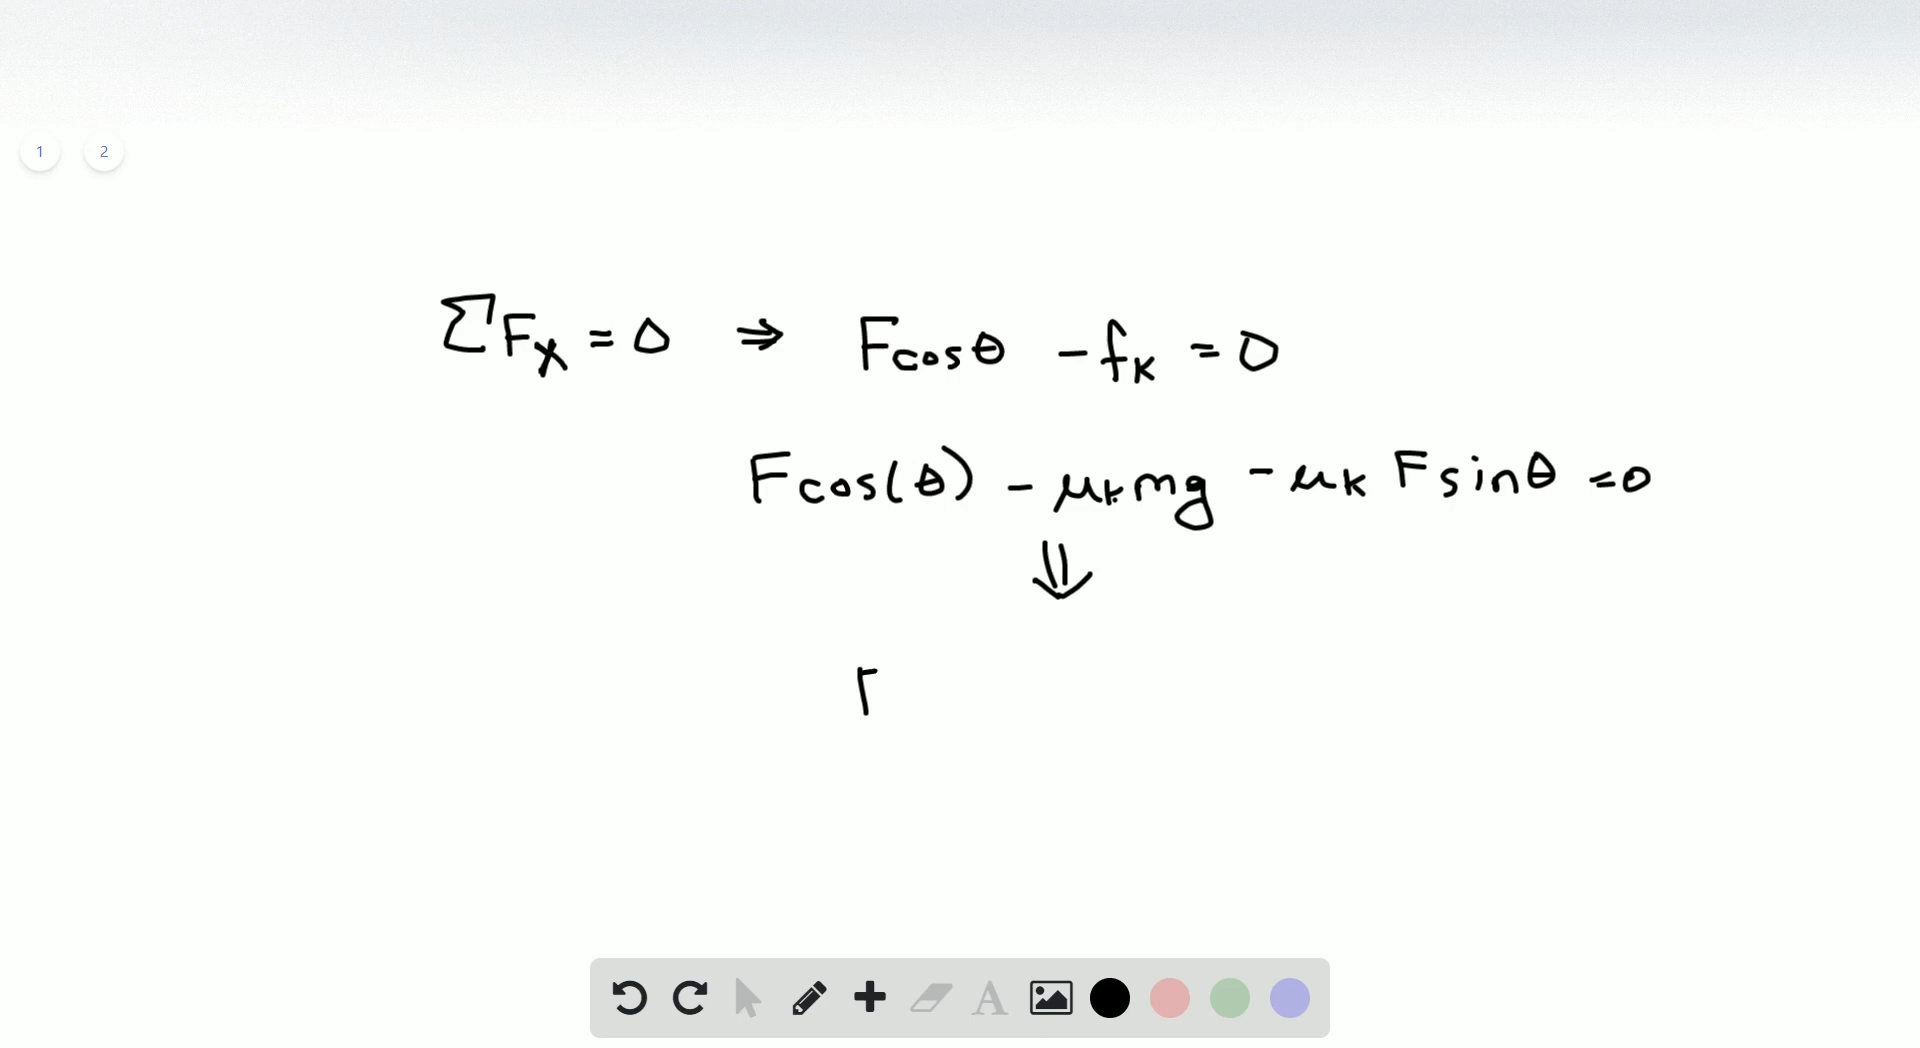 1 2
ΣFx = 0 ⇒ Fcosθ - fk = 0
Fcos(θ) - μkmg - μk Fsinθ = 0
⇓
A